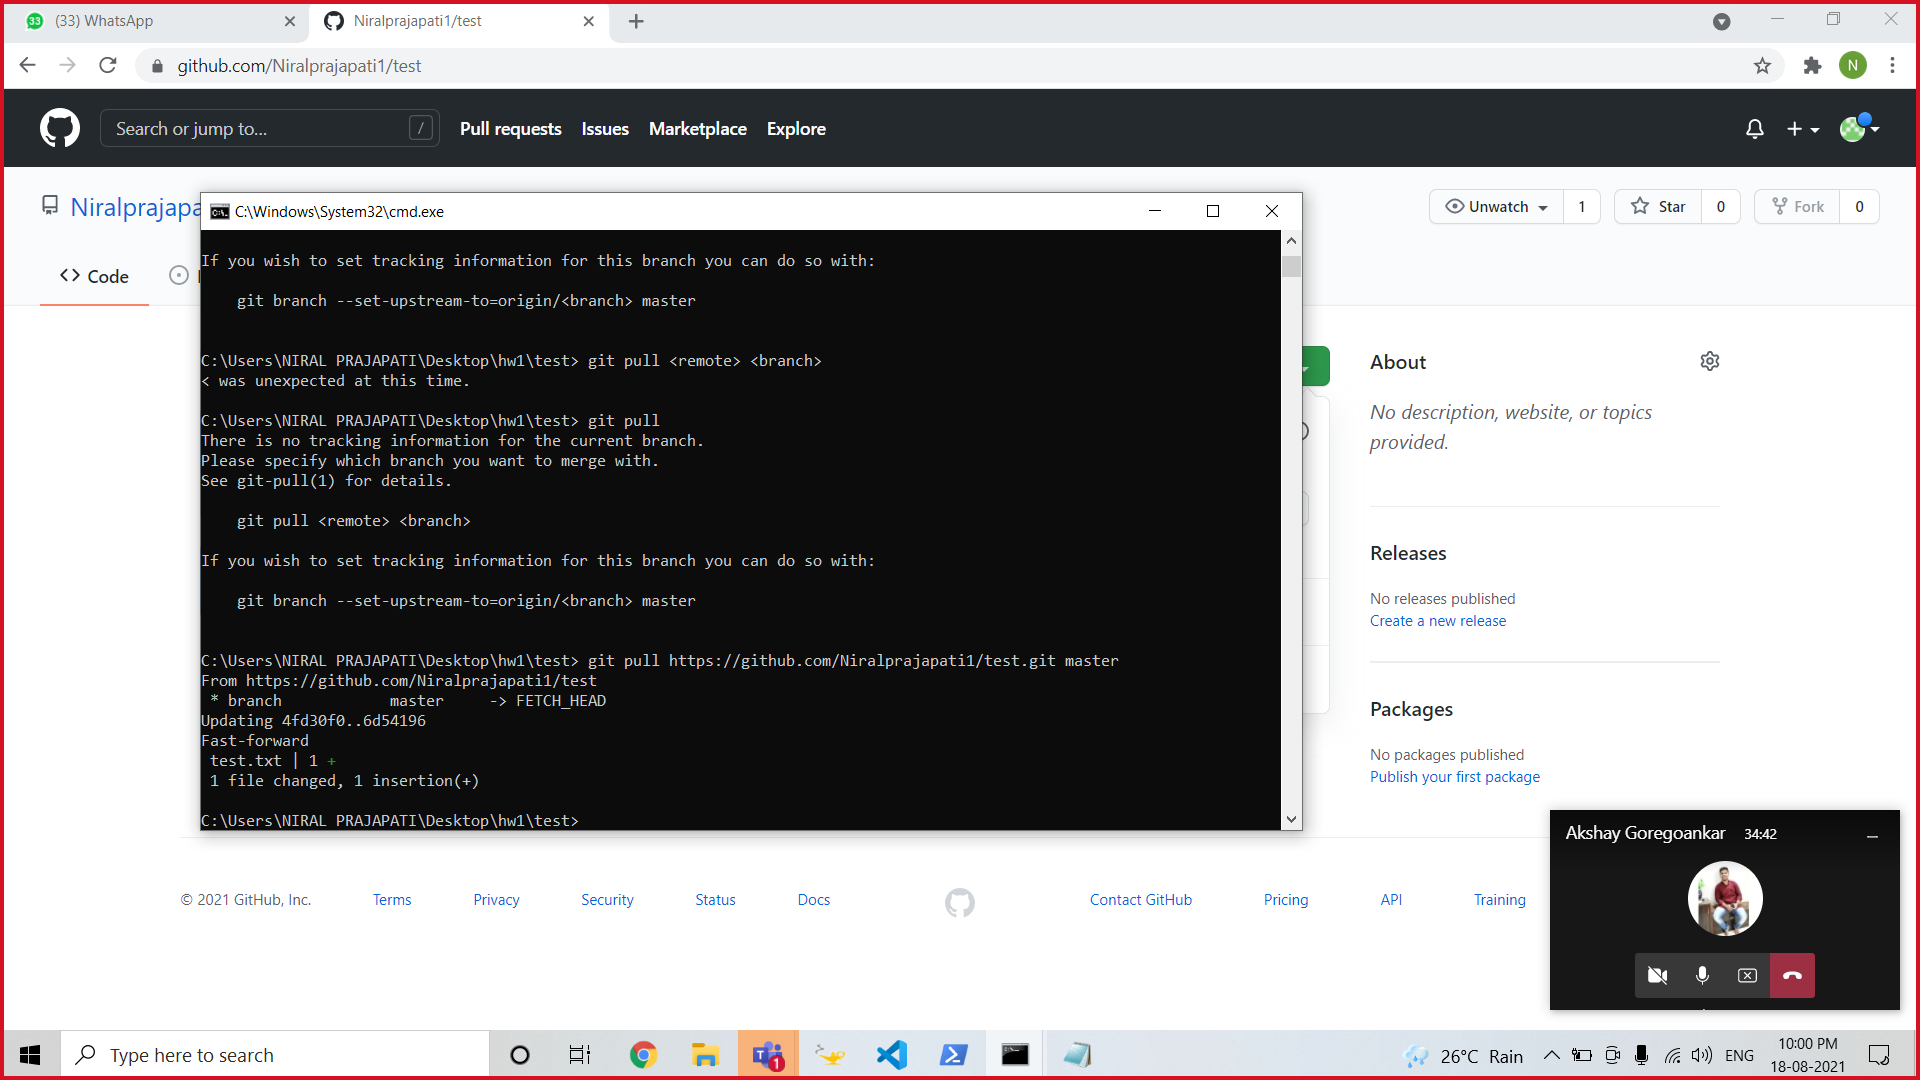 33 (33) WhatsApp
Niralprajapati1/test
github.com/Niralprajapati1/test
N
Search or jump to... /
Pull requests Issues Marketplace Explore
Niralprajapa
Unwatch 1 Star 0 Fork 0
Code
C:\Windows\System32\cmd.exe
If you wish to set tracking information for this branch you can do so with:
git branch --set-upstream-to=origin/<branch> master
C:\Users\NIRAL PRAJAPATI\Desktop\hw1\test> git pull <remote> <branch>
< was unexpected at this time.
C:\Users\NIRAL PRAJAPATI\Desktop\hw1\test> git pull
There is no tracking information for the current branch.
Please specify which branch you want to merge with.
See git-pull(1) for details.
git pull <remote> <branch>
If you wish to set tracking information for this branch you can do so with:
git branch --set-upstream-to=origin/<branch> master
C:\Users\NIRAL PRAJAPATI\Desktop\hw1\test> git pull https://github.com/Niralprajapati1/test.git master
From https://github.com/Niralprajapati1/test
* branch master -> FETCH_HEAD
Updating 4fd30f0..6d54196
Fast-forward
test.txt | 1 +
1 file changed, 1 insertion(+)
C:\Users\NIRAL PRAJAPATI\Desktop\hw1\test>
About
No description, website, or topics
provided.
Releases
No releases published
Create a new release
Packages
No packages published
Publish your first package
Akshay Goregoankar 34:42
© 2021 GitHub, Inc. Terms Privacy Security Status Docs Contact GitHub Pricing API Training
Type here to search
1
26°C Rain
ENG
10:00 PM
18-08-2021